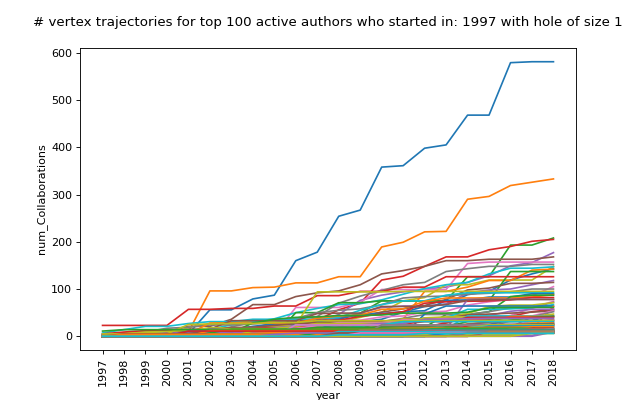 # vertex trajectories for top 100 active authors who started in: 1997 with hole of size 1
600
500
400
300
200
100
0
num_Collaborations
1997 1998 1999 2000 2001 2002 2003 2004 2005 2006 2007 2008 2009 2010 2011 2012 2013 2014 2015 2016 2017 2018
year